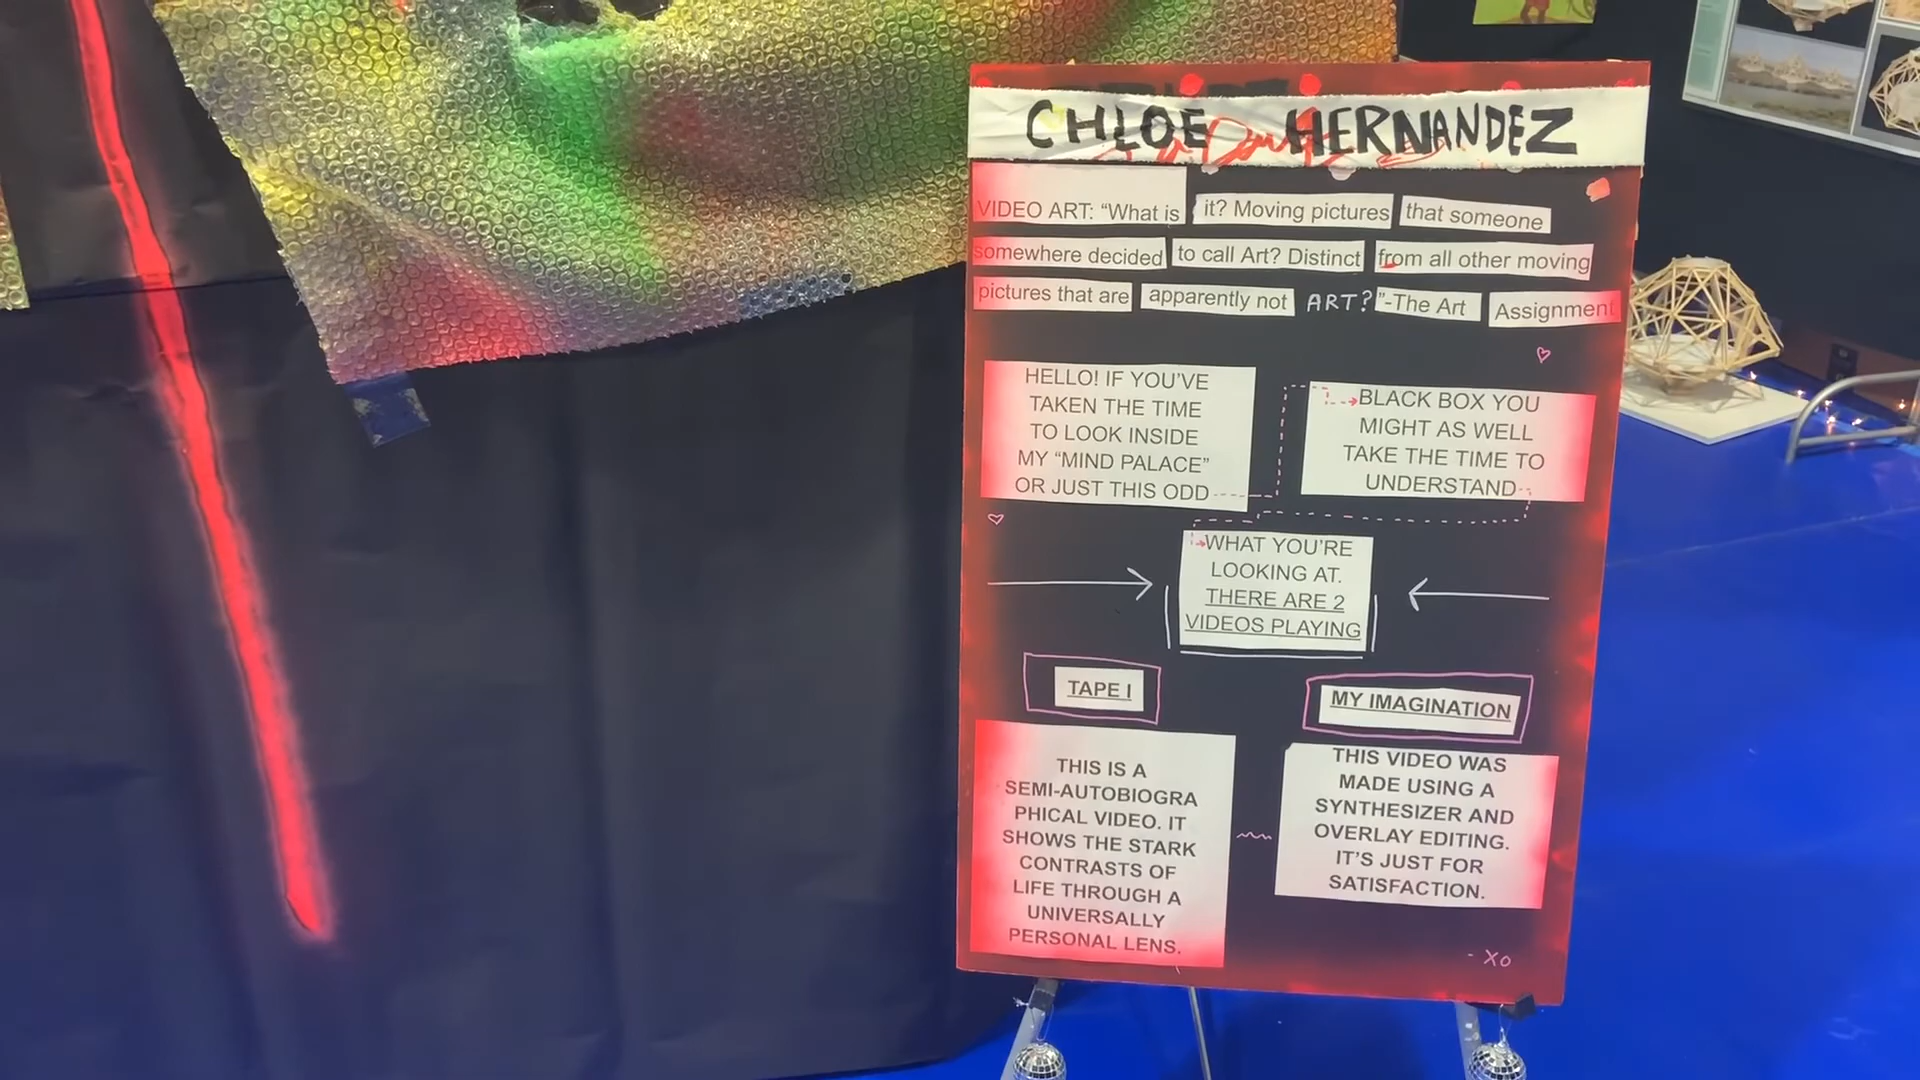 CHLOE HERNANDEZ
VIDEO ART: “What is it? Moving pictures that someone
somewhere decided to call Art? Distinct from all other moving
pictures that are apparently not ART?”-The Art Assignment
HELLO! IF YOU’VE
TAKEN THE TIME
TO LOOK INSIDE
MY “MIND PALACE”
OR JUST THIS ODD
BLACK BOX YOU
MIGHT AS WELL
TAKE THE TIME TO
UNDERSTAND
WHAT YOU’RE
LOOKING AT.
THERE ARE 2
VIDEOS PLAYING
TAPE I
THIS IS A
SEMI-AUTOBIOGRA
PHICAL VIDEO. IT
SHOWS THE STARK
CONTRASTS OF
LIFE THROUGH A
UNIVERSALLY
PERSONAL LENS.
MY IMAGINATION
THIS VIDEO WAS
MADE USING A
SYNTHESIZER AND
OVERLAY EDITING.
IT’S JUST FOR
SATISFACTION.
- XO